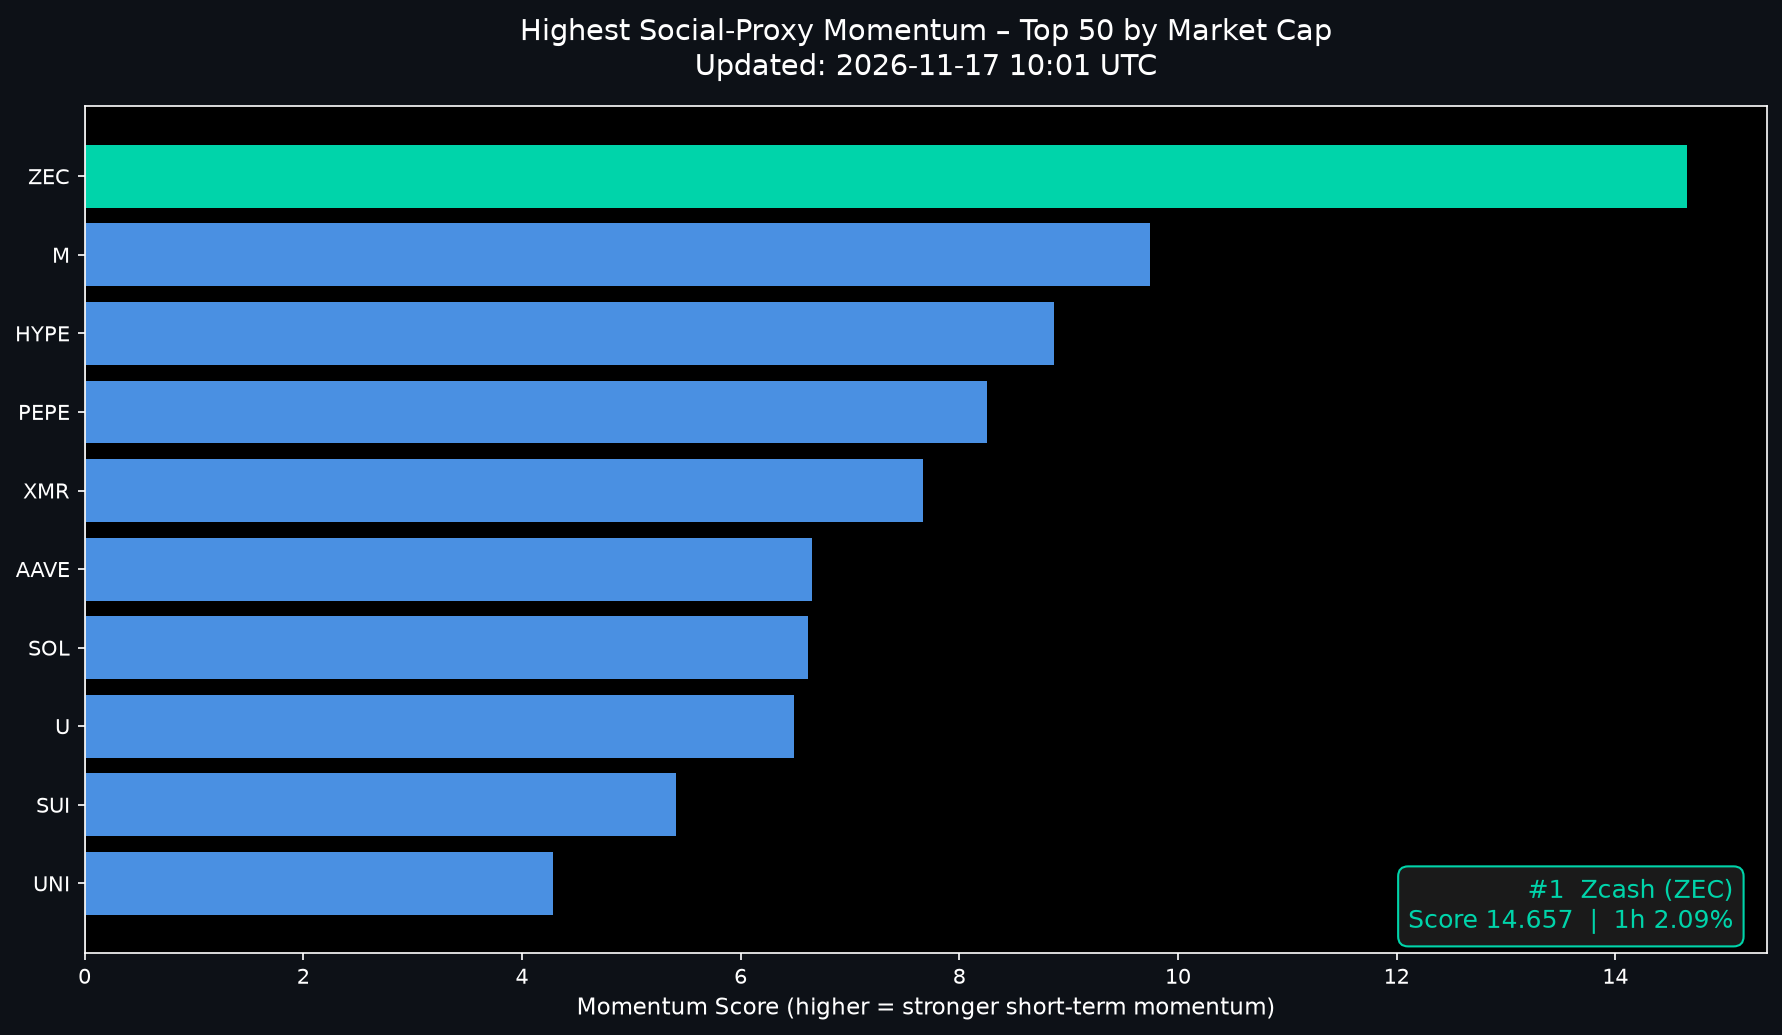 Highest Social-Proxy Momentum – Top 50 by Market Cap
Updated: 2026-11-17 10:01 UTC
ZEC
M
HYPE
PEPE
XMR
AAVE
SOL
U
SUI
UNI
#1  Zcash (ZEC)
Score 14.657  |  1h 2.09%
0 2 4 6 8 10 12 14
Momentum Score (higher = stronger short-term momentum)